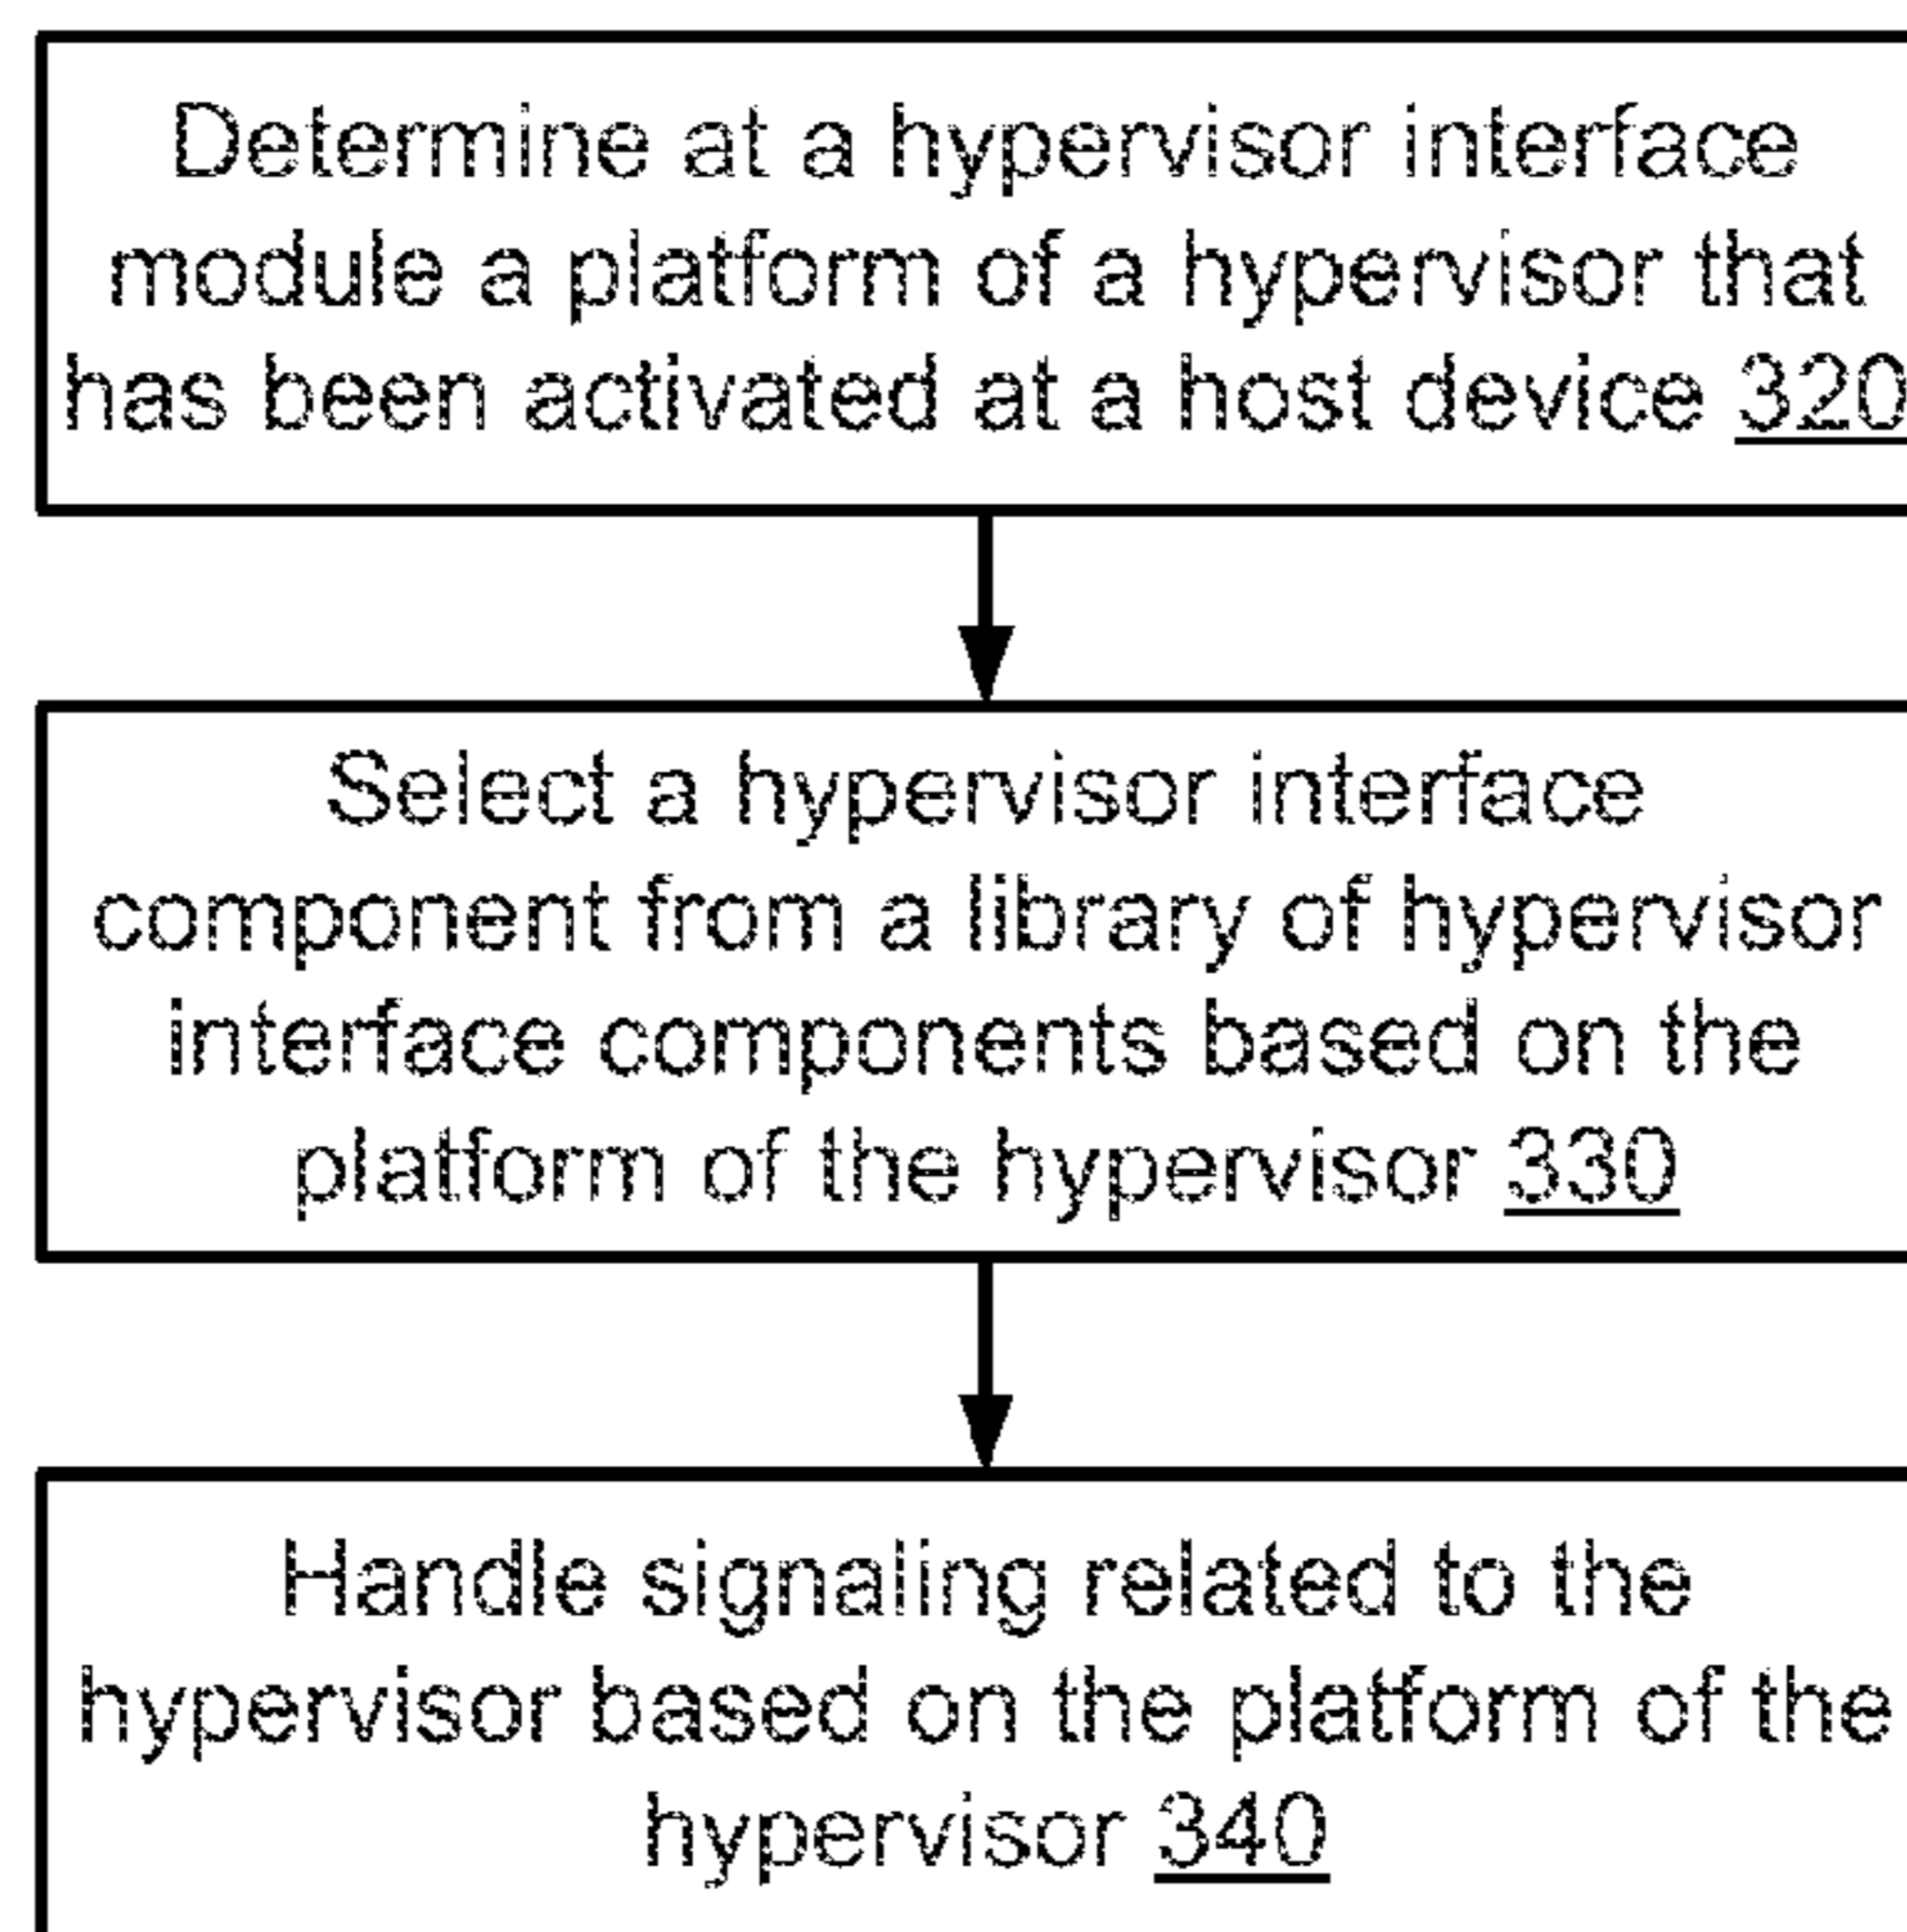 Determine at a hypervisor interface
module a platform of a hypervisor that
has been activated at a host device 320
Select a hypervisor interface
component from a library of hypervisor
interface components based on the
platform of the hypervisor 330
Handle signaling related to the
hypervisor based on the platform of the
hypervisor 340